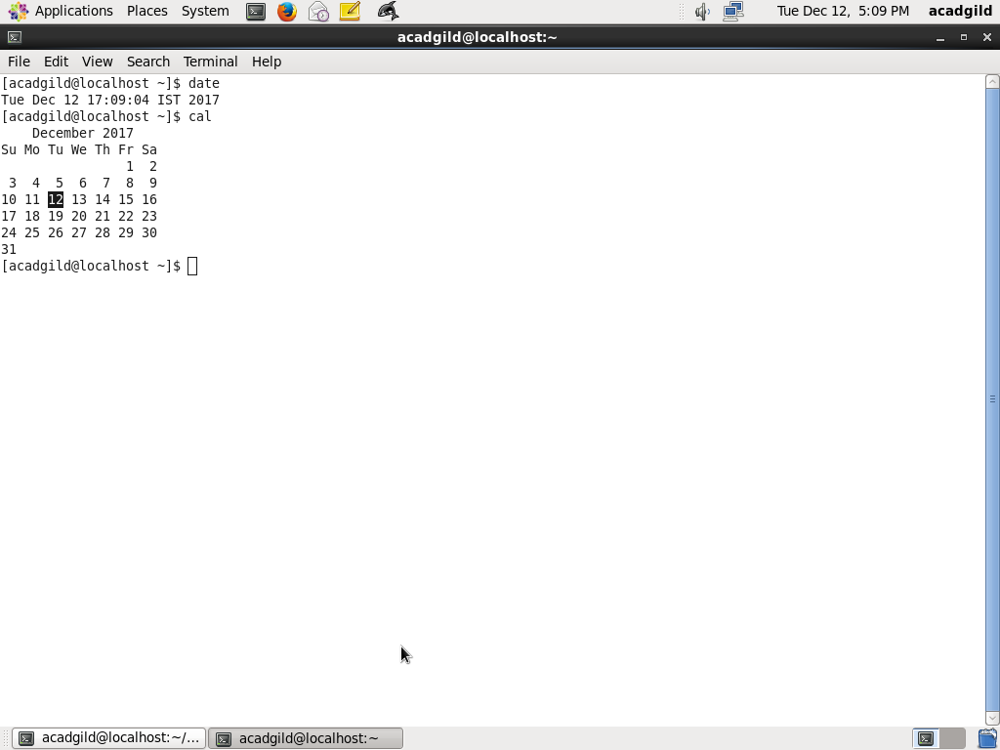 Applications Places System Tue Dec 12, 5:09 PM acadgild
acadgild@localhost:~
File Edit View Search Terminal Help
[acadgild@localhost ~]$ date
Tue Dec 12 17:09:04 IST 2017
[acadgild@localhost ~]$ cal
    December 2017
Su Mo Tu We Th Fr Sa
                1  2
 3  4  5  6  7  8  9
10 11 12 13 14 15 16
17 18 19 20 21 22 23
24 25 26 27 28 29 30
31
[acadgild@localhost ~]$
acadgild@localhost:~/... acadgild@localhost:~